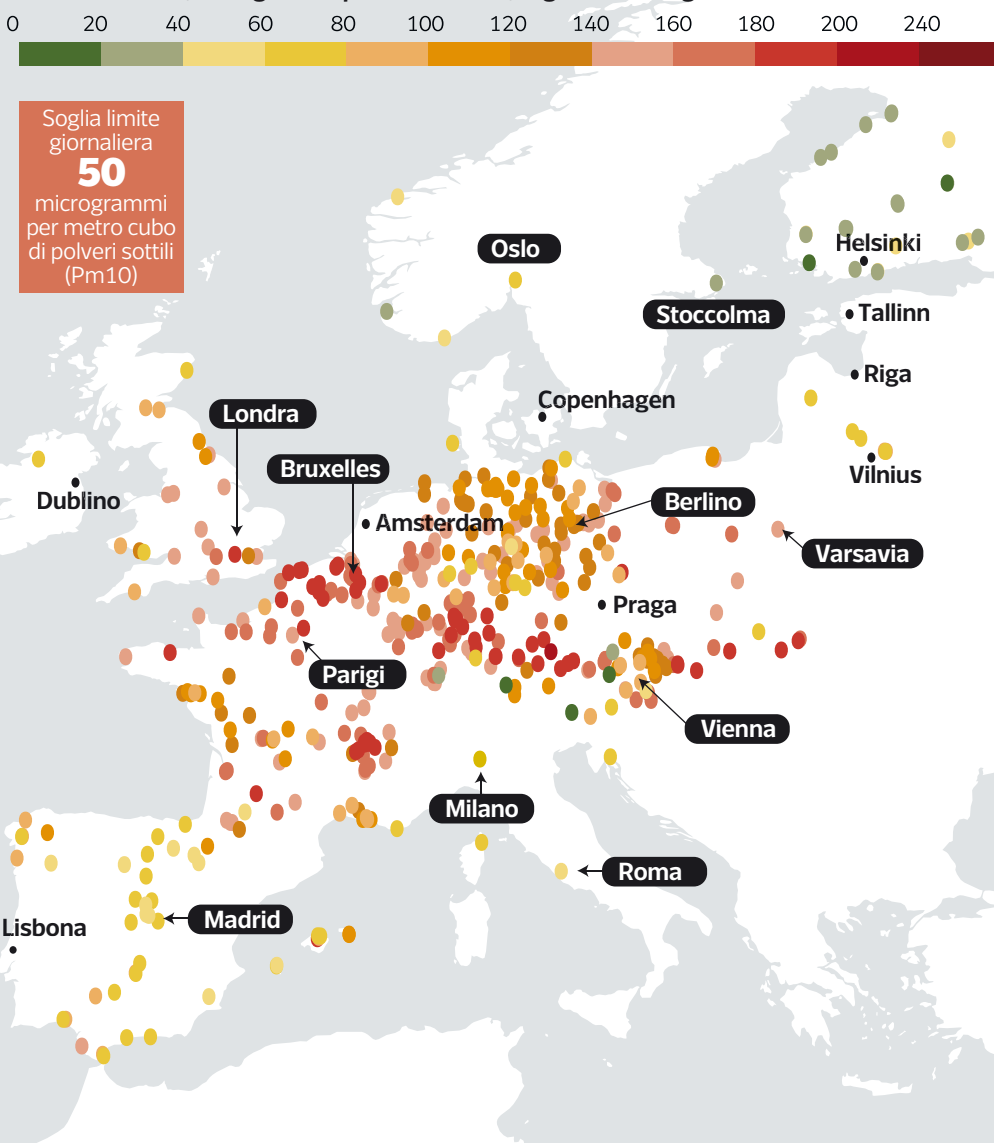 0 20 40 60 80 100 120 140 160 180 200 220 240
Soglia limite
giornaliera
50
microgrammi
per metro cubo
di polveri sottili
(Pm10)
Oslo
Helsinki
Stoccolma
Tallinn
Riga
Copenhagen
Londra
Bruxelles
Vilnius
Dublino
Berlino
Amsterdam
Varsavia
Praga
Parigi
Vienna
Milano
Roma
Madrid
Lisbona